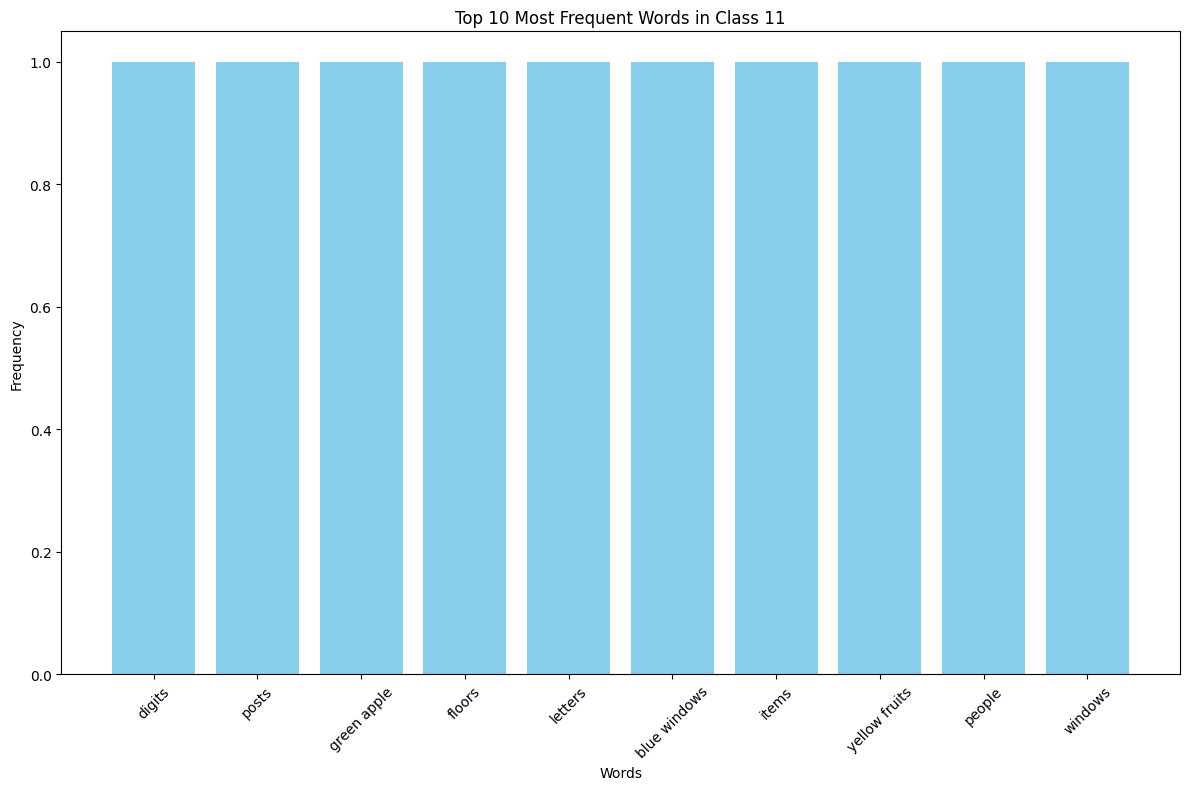 Top 10 Most Frequent Words in Class 11
1.0
0.8
0.6
0.4
0.2
0.0
Frequency
digits
posts
green apple
floors
letters
blue windows
items
yellow fruits
people
windows
Words